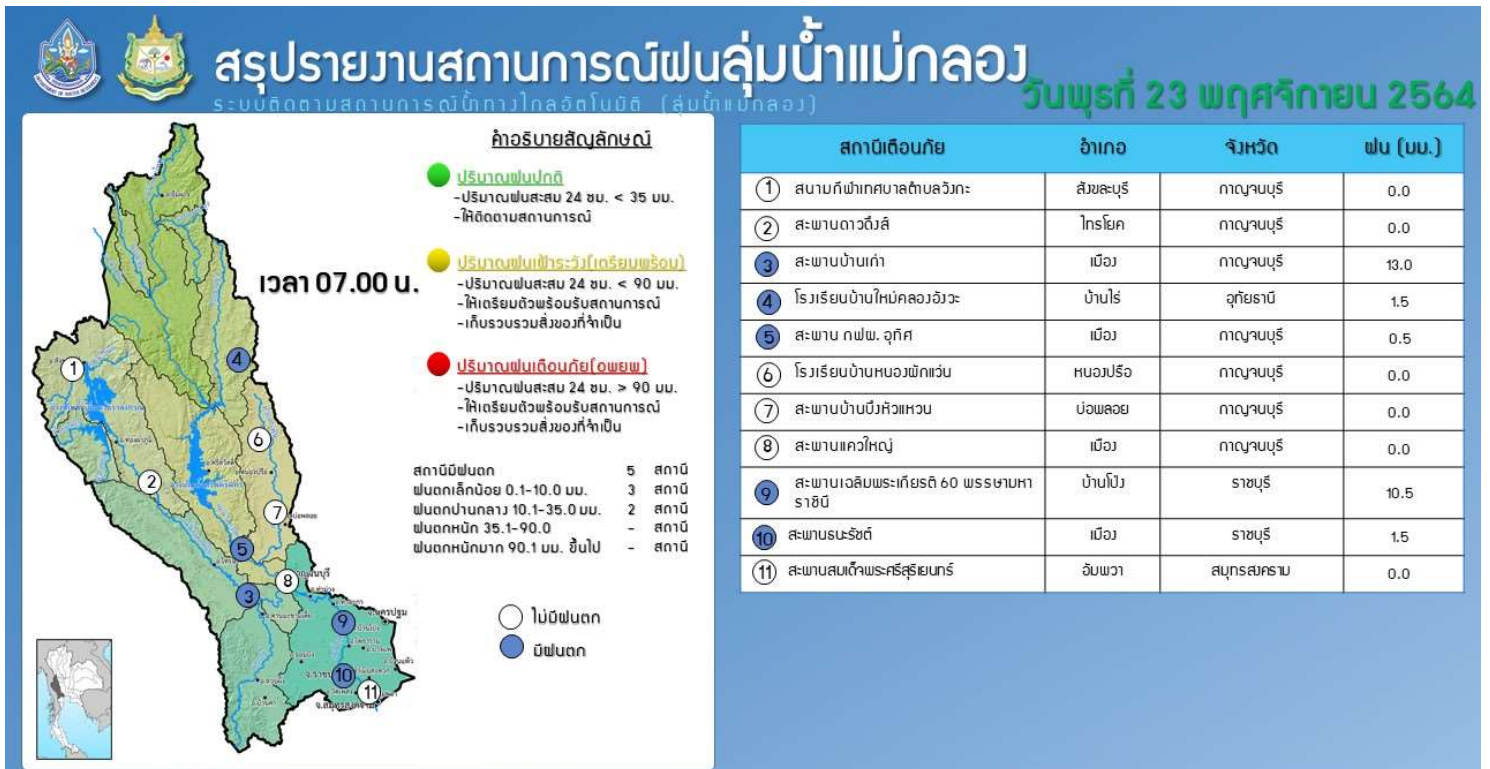 สรุปรายงานสถานการณ์ฝนลุ่มน้ำแม่กลอง
ระบบติดตามสถานการณ์น้ำทางไกลอัตโนมัติ (ลุ่มน้ำแม่กลอง)
วันพุธที่ 23 พฤศจิกายน 2564
คำอธิบายสัญลักษณ์
ปริมาณฝนปกติ
-ปริมาณฝนสะสม 24 ชม. < 35 มม.
-ให้ติดตามสถานการณ์
เวลา 07.00 น.
ปริมาณฝนเฝ้าระวัง(เตรียมพร้อม)
-ปริมาณฝนสะสม 24 ชม. < 90 มม.
-ให้เตรียมตัวพร้อมรับสถานการณ์
-เก็บรวบรวมสิ่งของที่จำเป็น
ปริมาณฝนเตือนภัย(อพยพ)
-ปริมาณฝนสะสม 24 ชม. > 90 มม.
-ให้เตรียมตัวพร้อมรับสถานการณ์
-เก็บรวบรวมสิ่งของที่จำเป็น
สถานีมีฝนตก 5 สถานี
ฝนตกเล็กน้อย 0.1-10.0 มม. 3 สถานี
ฝนตกปานกลาง 10.1-35.0 มม. 2 สถานี
ฝนตกหนัก 35.1-90.0 - สถานี
ฝนตกหนักมาก 90.1 มม. ขึ้นไป - สถานี
ไม่มีฝนตก
มีฝนตก
1
4
6
2
7
5
8
3
9
10
11
สถานีเตือนภัย อำเภอ จังหวัด ฝน (มม.)
1 สนามกีฬาเทศบาลตำบลวังกะ สังขละบุรี กาญจนบุรี 0.0
2 สะพานดาวดึงส์ ไทรโยค กาญจนบุรี 0.0
3 สะพานบ้านเก่า เมือง กาญจนบุรี 13.0
4 โรงเรียนบ้านใหม่คลองอังวะ บ้านไร่ อุทัยธานี 1.5
5 สะพาน กฟผ. อุทิศ เมือง กาญจนบุรี 0.5
6 โรงเรียนบ้านหนองผักแว่น หนองปรือ กาญจนบุรี 0.0
7 สะพานบ้านบึงหัวแหวน บ่อพลอย กาญจนบุรี 0.0
8 สะพานแควใหญ่ เมือง กาญจนบุรี 0.0
9 สะพานเฉลิมพระเกียรติ 60 พรรษามหา
ราชินี บ้านโป่ง ราชบุรี 10.5
10 สะพานธนะรัชต์ เมือง ราชบุรี 1.5
11 สะพานสมเด็จพระศรีสุริเยนทร์ อัมพวา สมุทรสงคราม 0.0